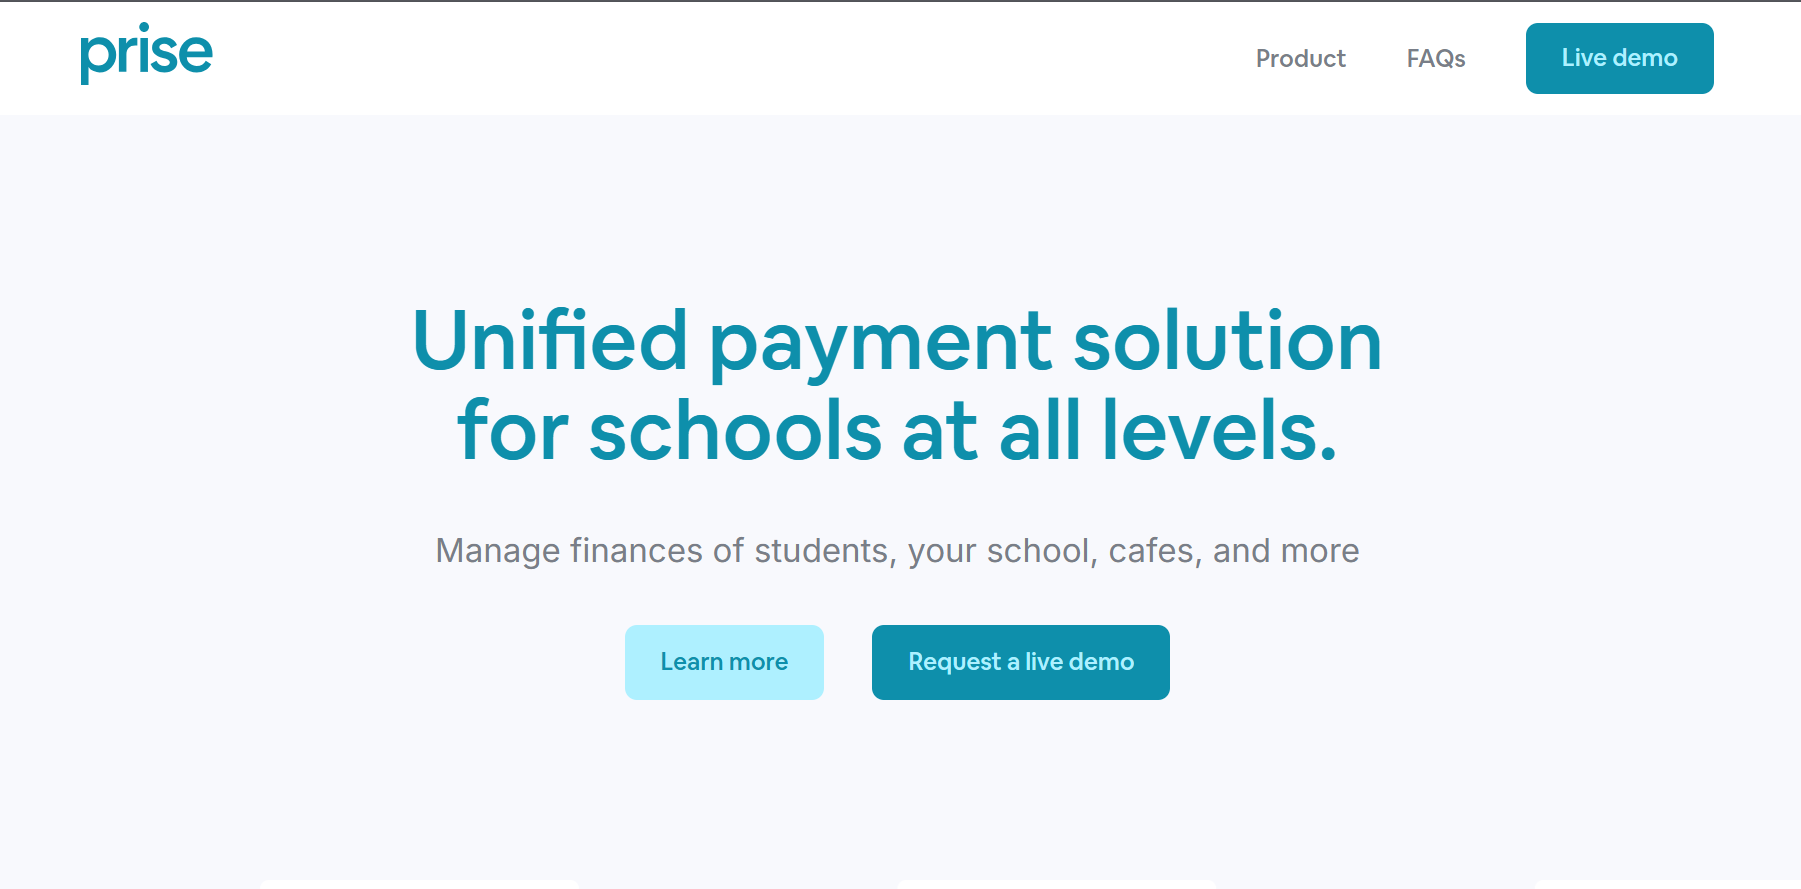 prise
Product
FAQs
Live demo
Unified payment solution
for schools at all levels.
Manage finances of students, your school, cafes, and more
Learn more
Request a live demo